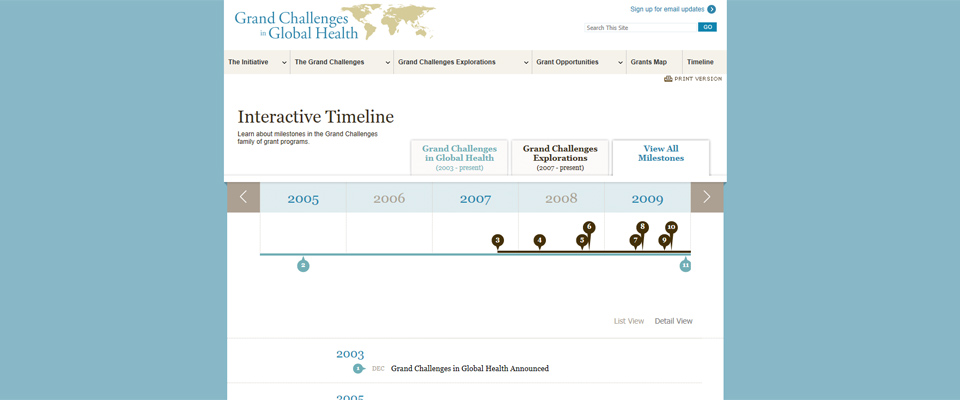 Grand Challenges
in Global Health
Sign up for email updates
Search This Site
GO
The Initiative
The Grand Challenges
Grand Challenges Explorations
Grant Opportunities
Grants Map
Timeline
PRINT VERSION
Interactive Timeline
Learn about milestones in the Grand Challenges
family of grant programs.
Grand Challenges
in Global Health
(2003 - present)
Grand Challenges
Explorations
(2007 - present)
View All
Milestones
2005
2006
2007
2008
2009
6
8
10
3
4
5
7
9
2
11
List View
Detail View
2003
1
DEC
Grand Challenges in Global Health Announced
2005